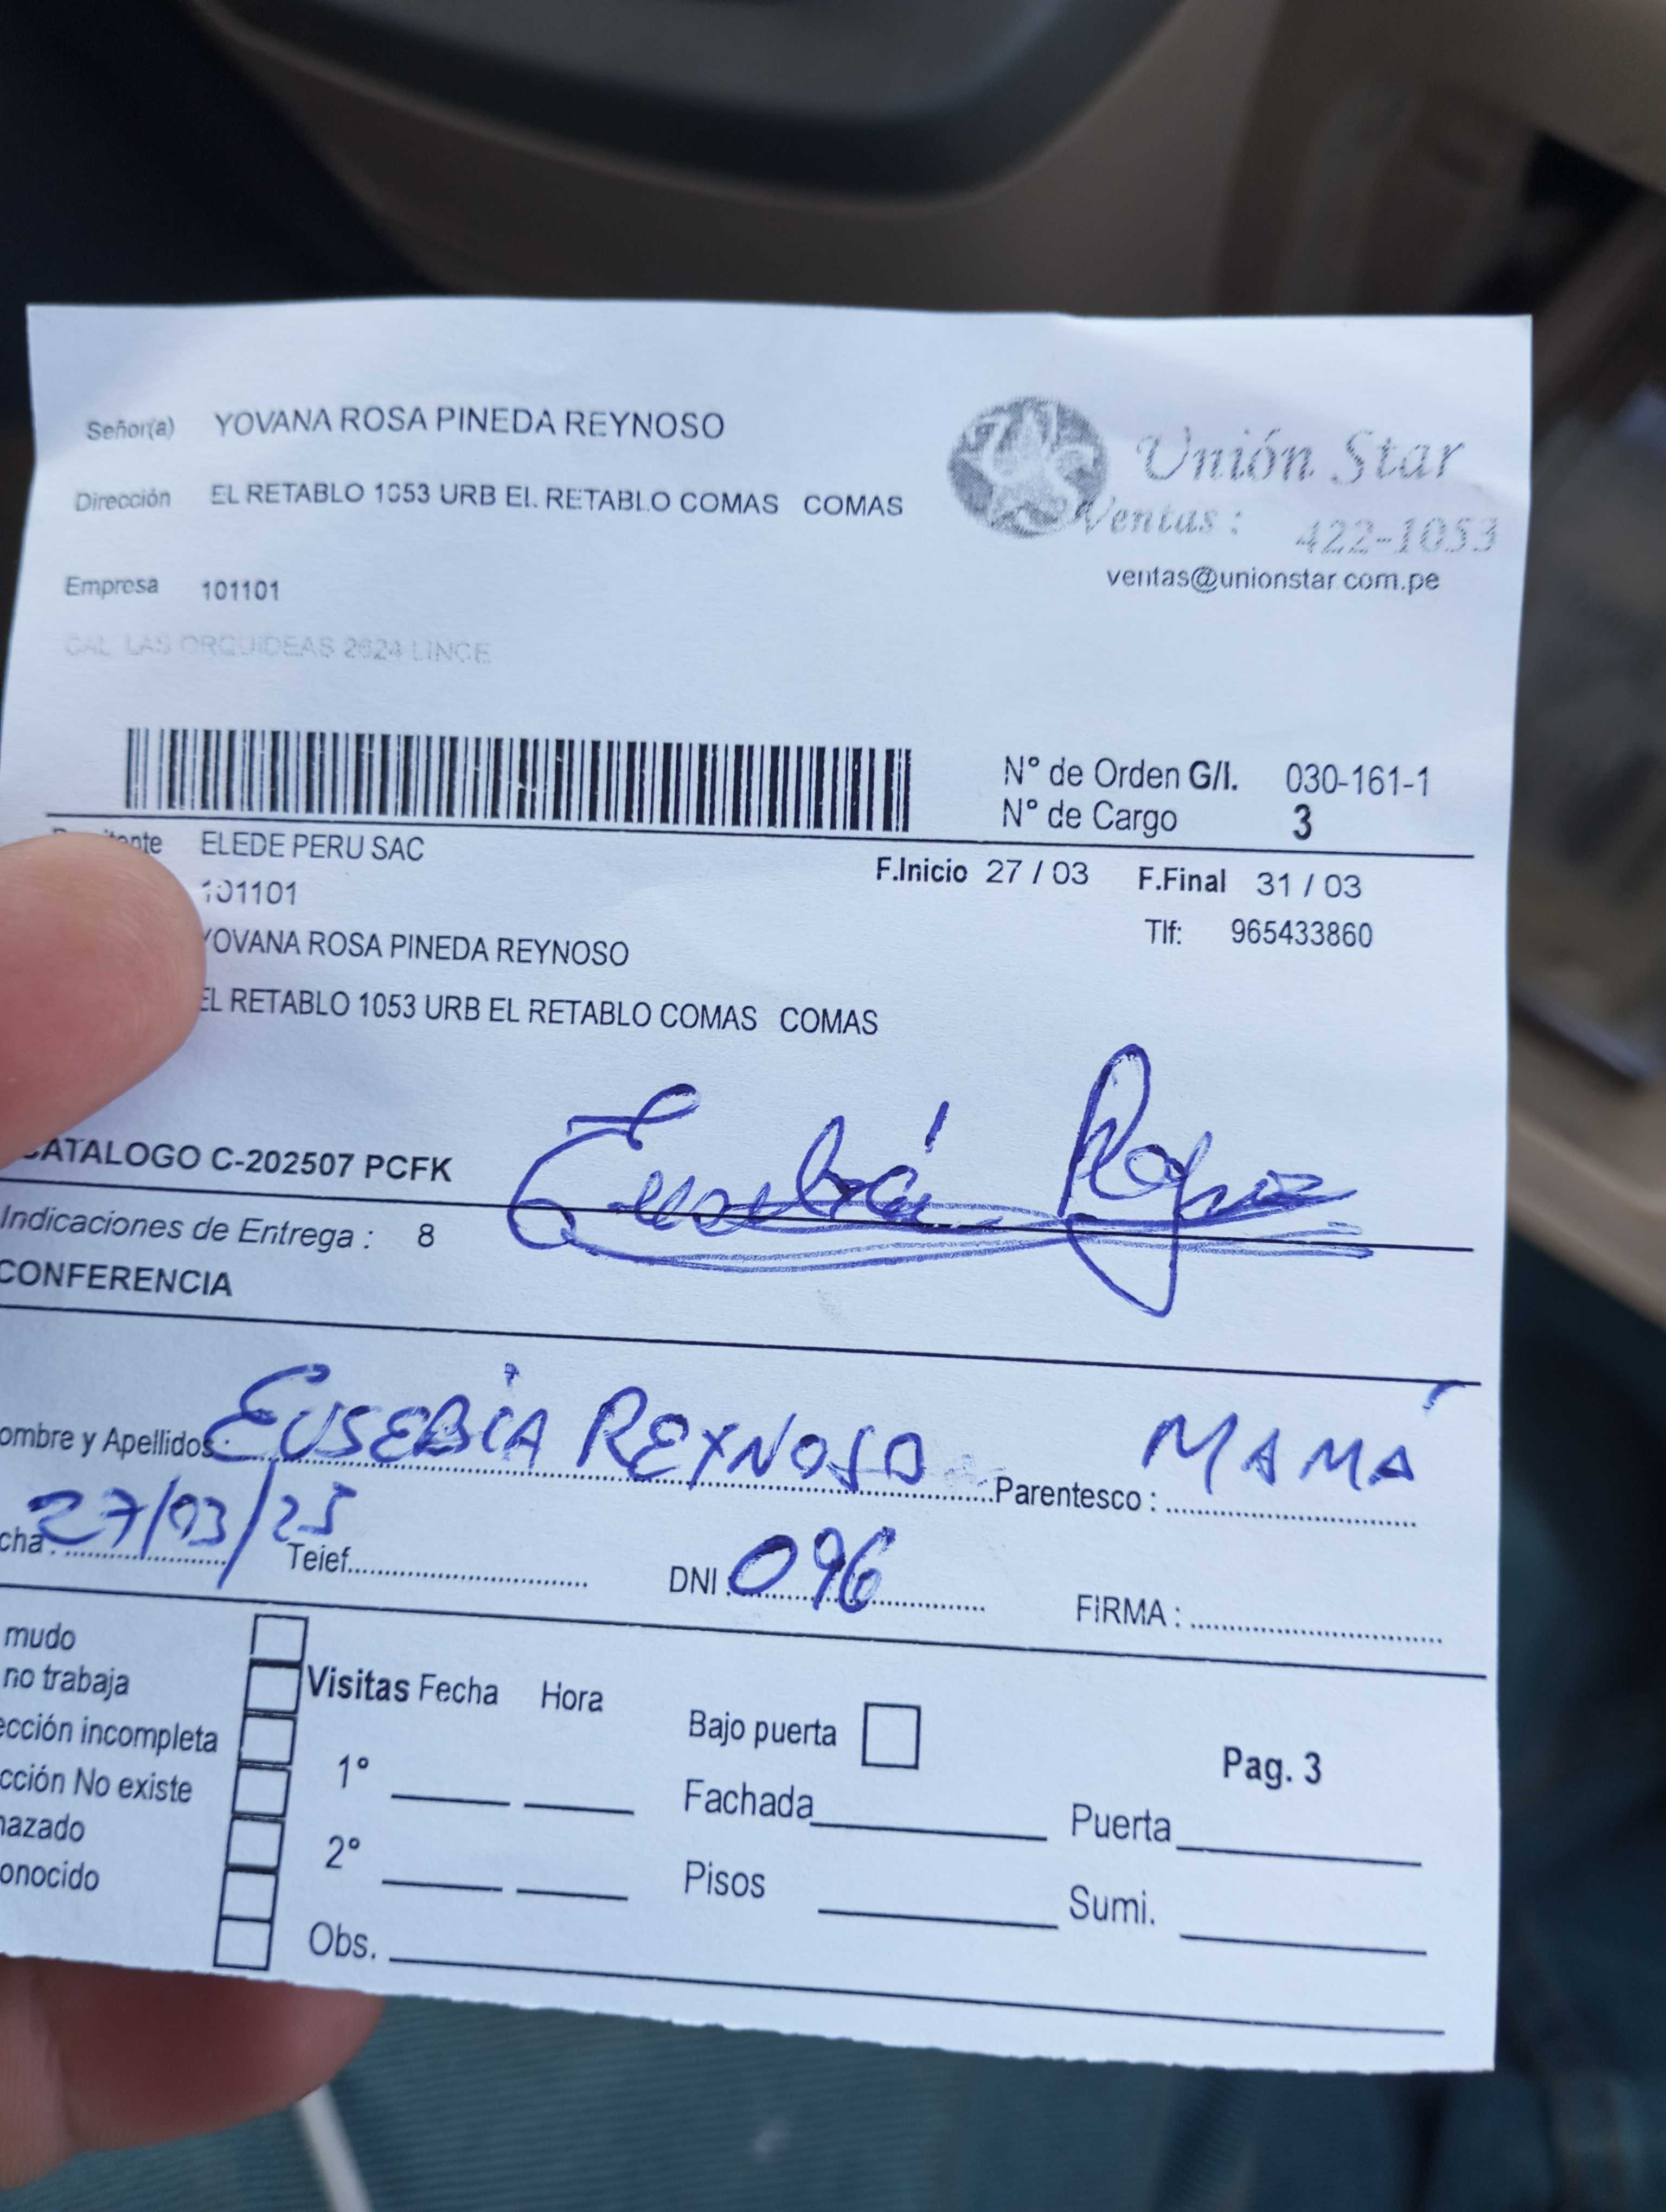 Señor(a) YOVANA ROSA PINEDA REYNOSO
Unión Star
Dirección EL RETABLO 1053 URB EL RETABLO COMAS COMAS
Ventas: 422-1053
Empresa 101101
ventas@unionstar.com.pe
CAL LAS ORQUIDEAS 2624 LINCE
N° de Orden G/I. 030-161-1
N° de Cargo 3
ELEDE PERU SAC
F.Inicio 27 / 03 F.Final 31 / 03
101101
Tlf: 965433860
YOVANA ROSA PINEDA REYNOSO
EL RETABLO 1053 URB EL RETABLO COMAS COMAS
CATALOGO C-202507 PCFK
Indicaciones de Entrega : 8
CONFERENCIA
ombre y Apellidos: EUSEBIA REYNOSO Parentesco : MAMÁ
cha: 27/03/25 Telef. DNI : 096 FIRMA :
mudo
no trabaja
Visitas Fecha Hora
ección incompleta
Bajo puerta
cción No existe
1°
Pag. 3
hazado
Fachada Puerta
onocido
2°
Pisos Sumi.
Obs.